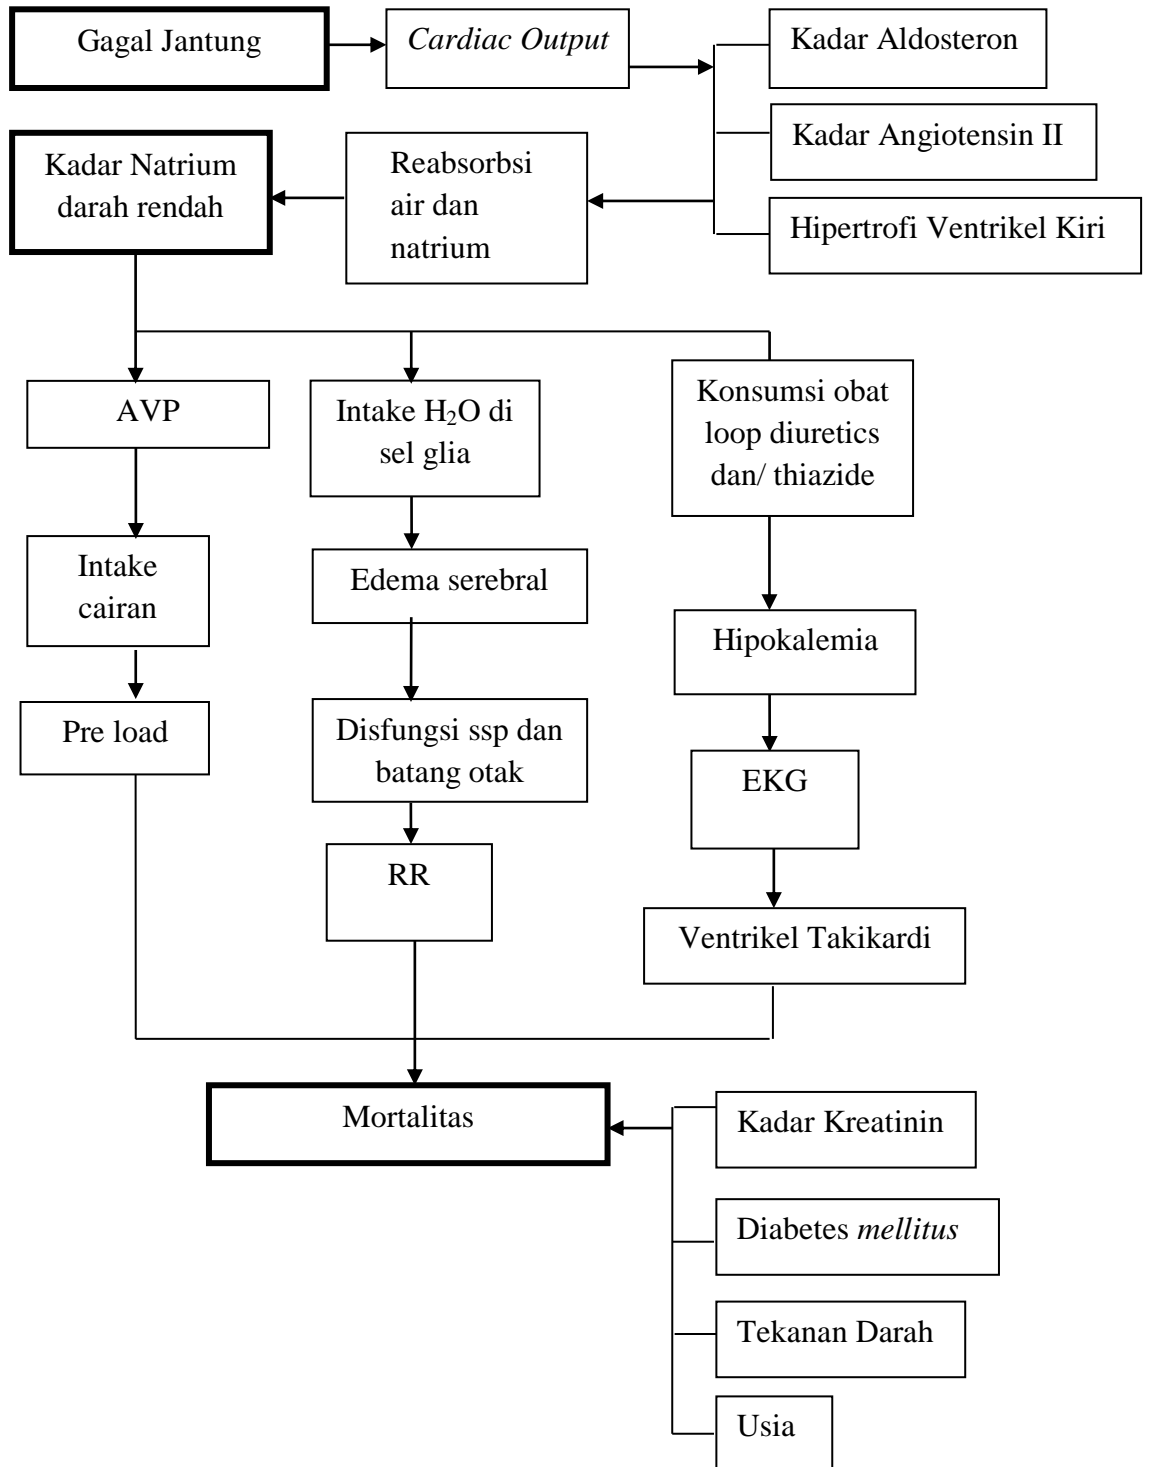 Gagal Jantung
Cardiac Output
Kadar Aldosteron
Kadar Angiotensin II
Hipertrofi Ventrikel Kiri
Reabsorbsi
air dan
natrium
Kadar Natrium
darah rendah
AVP
Intake
cairan
Pre load
Intake H₂O di
sel glia
Edema serebral
Disfungsi ssp dan
batang otak
RR
Konsumsi obat
loop diuretics
dan/ thiazide
Hipokalemia
EKG
Ventrikel Takikardi
Mortalitas
Kadar Kreatinin
Diabetes mellitus
Tekanan Darah
Usia